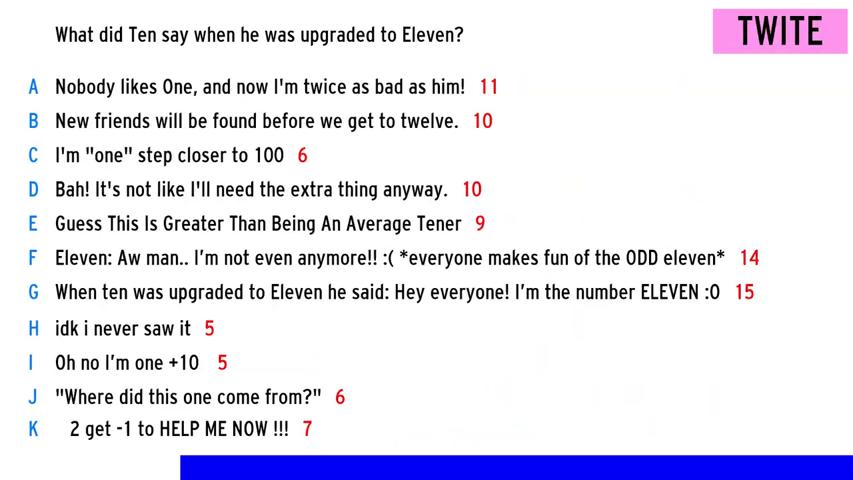 What did Ten say when he was upgraded to Eleven?
TWITE
A Nobody likes One, and now I'm twice as bad as him! 11
B New friends will be found before we get to twelve. 10
C I'm "one" step closer to 100 6
D Bah! It's not like I'll need the extra thing anyway. 10
E Guess This Is Greater Than Being An Average Tener 9
F Eleven: Aw man.. I’m not even anymore!! :( *everyone makes fun of the ODD eleven* 14
G When ten was upgraded to Eleven he said: Hey everyone! I’m the number ELEVEN :O 15
H idk i never saw it 5
I Oh no I’m one +10 5
J "Where did this one come from?" 6
K 2 get -1 to HELP ME NOW !!! 7